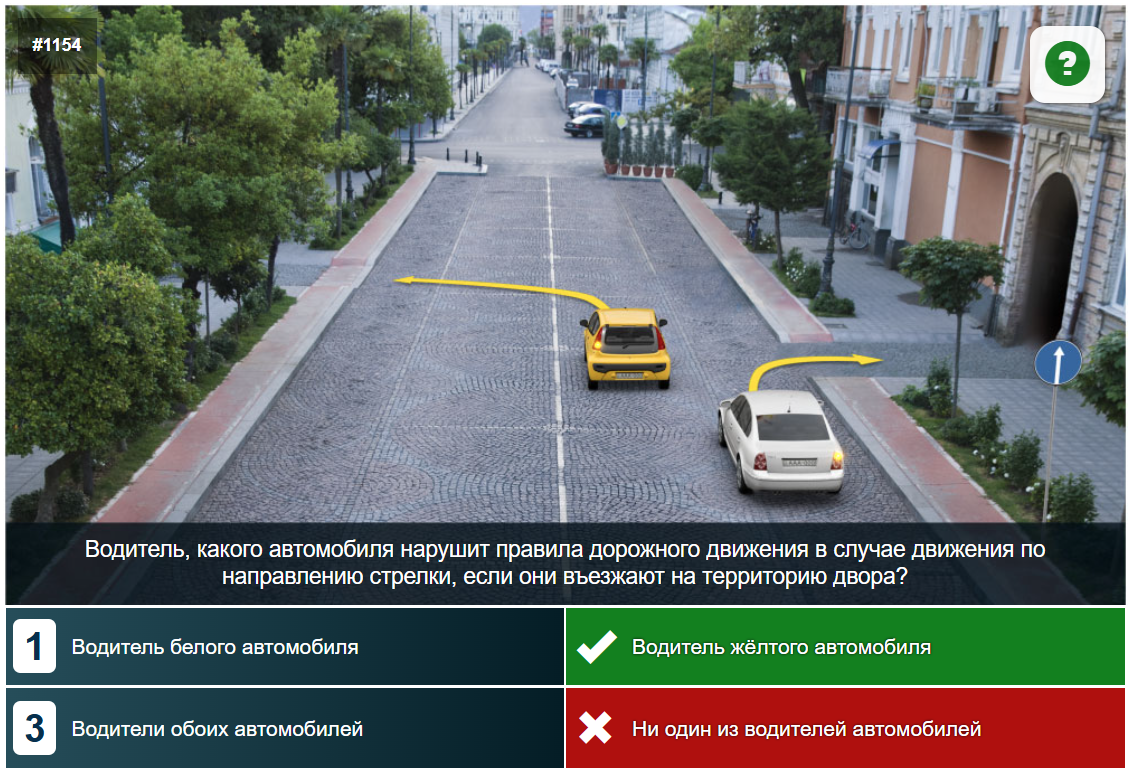 #1154
?
Водитель, какого автомобиля нарушит правила дорожного движения в случае движения по
направлению стрелки, если они въезжают на территорию двора?
1 Водитель белого автомобиля
Водитель жёлтого автомобиля
3 Водители обоих автомобилей
Ни один из водителей автомобилей